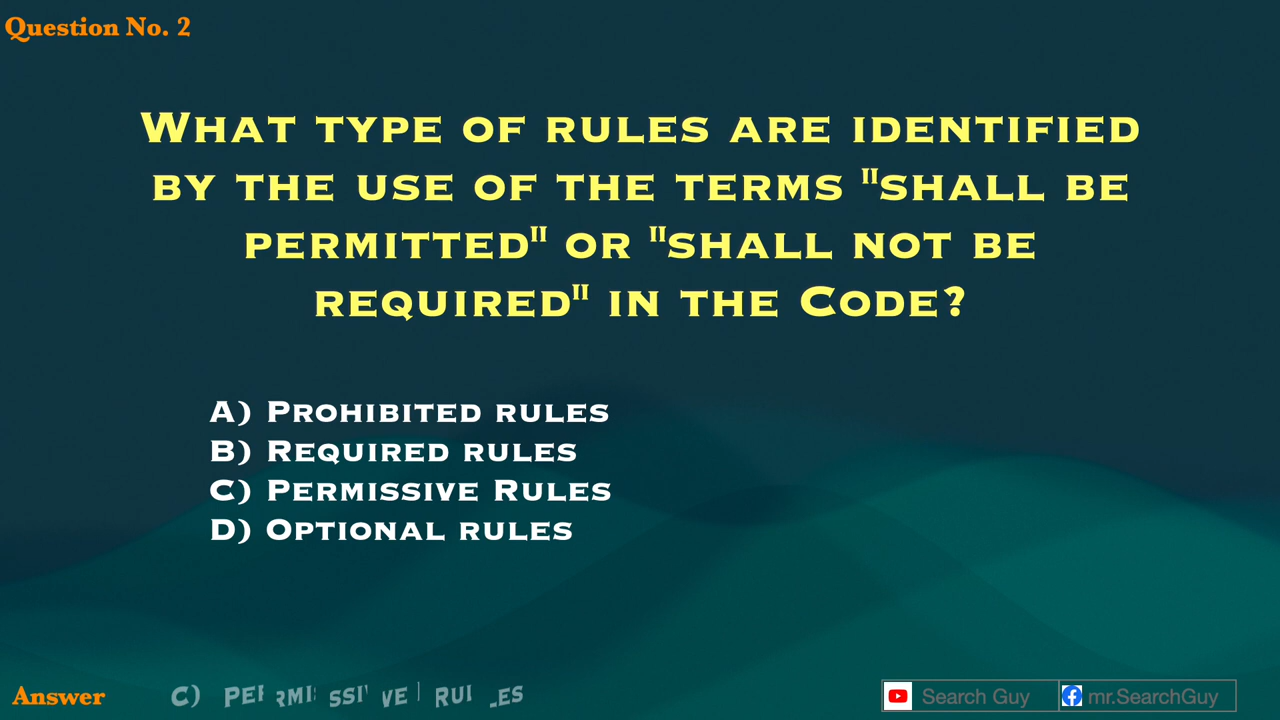 Question No. 2
What type of rules are identified
by the use of the terms "shall be
permitted" or "shall not be
required" in the Code?
A) Prohibited rules
B) Required rules
C) Permissive Rules
D) Optional rules
Answer C) Permissive Rules
Search Guy mr.SearchGuy